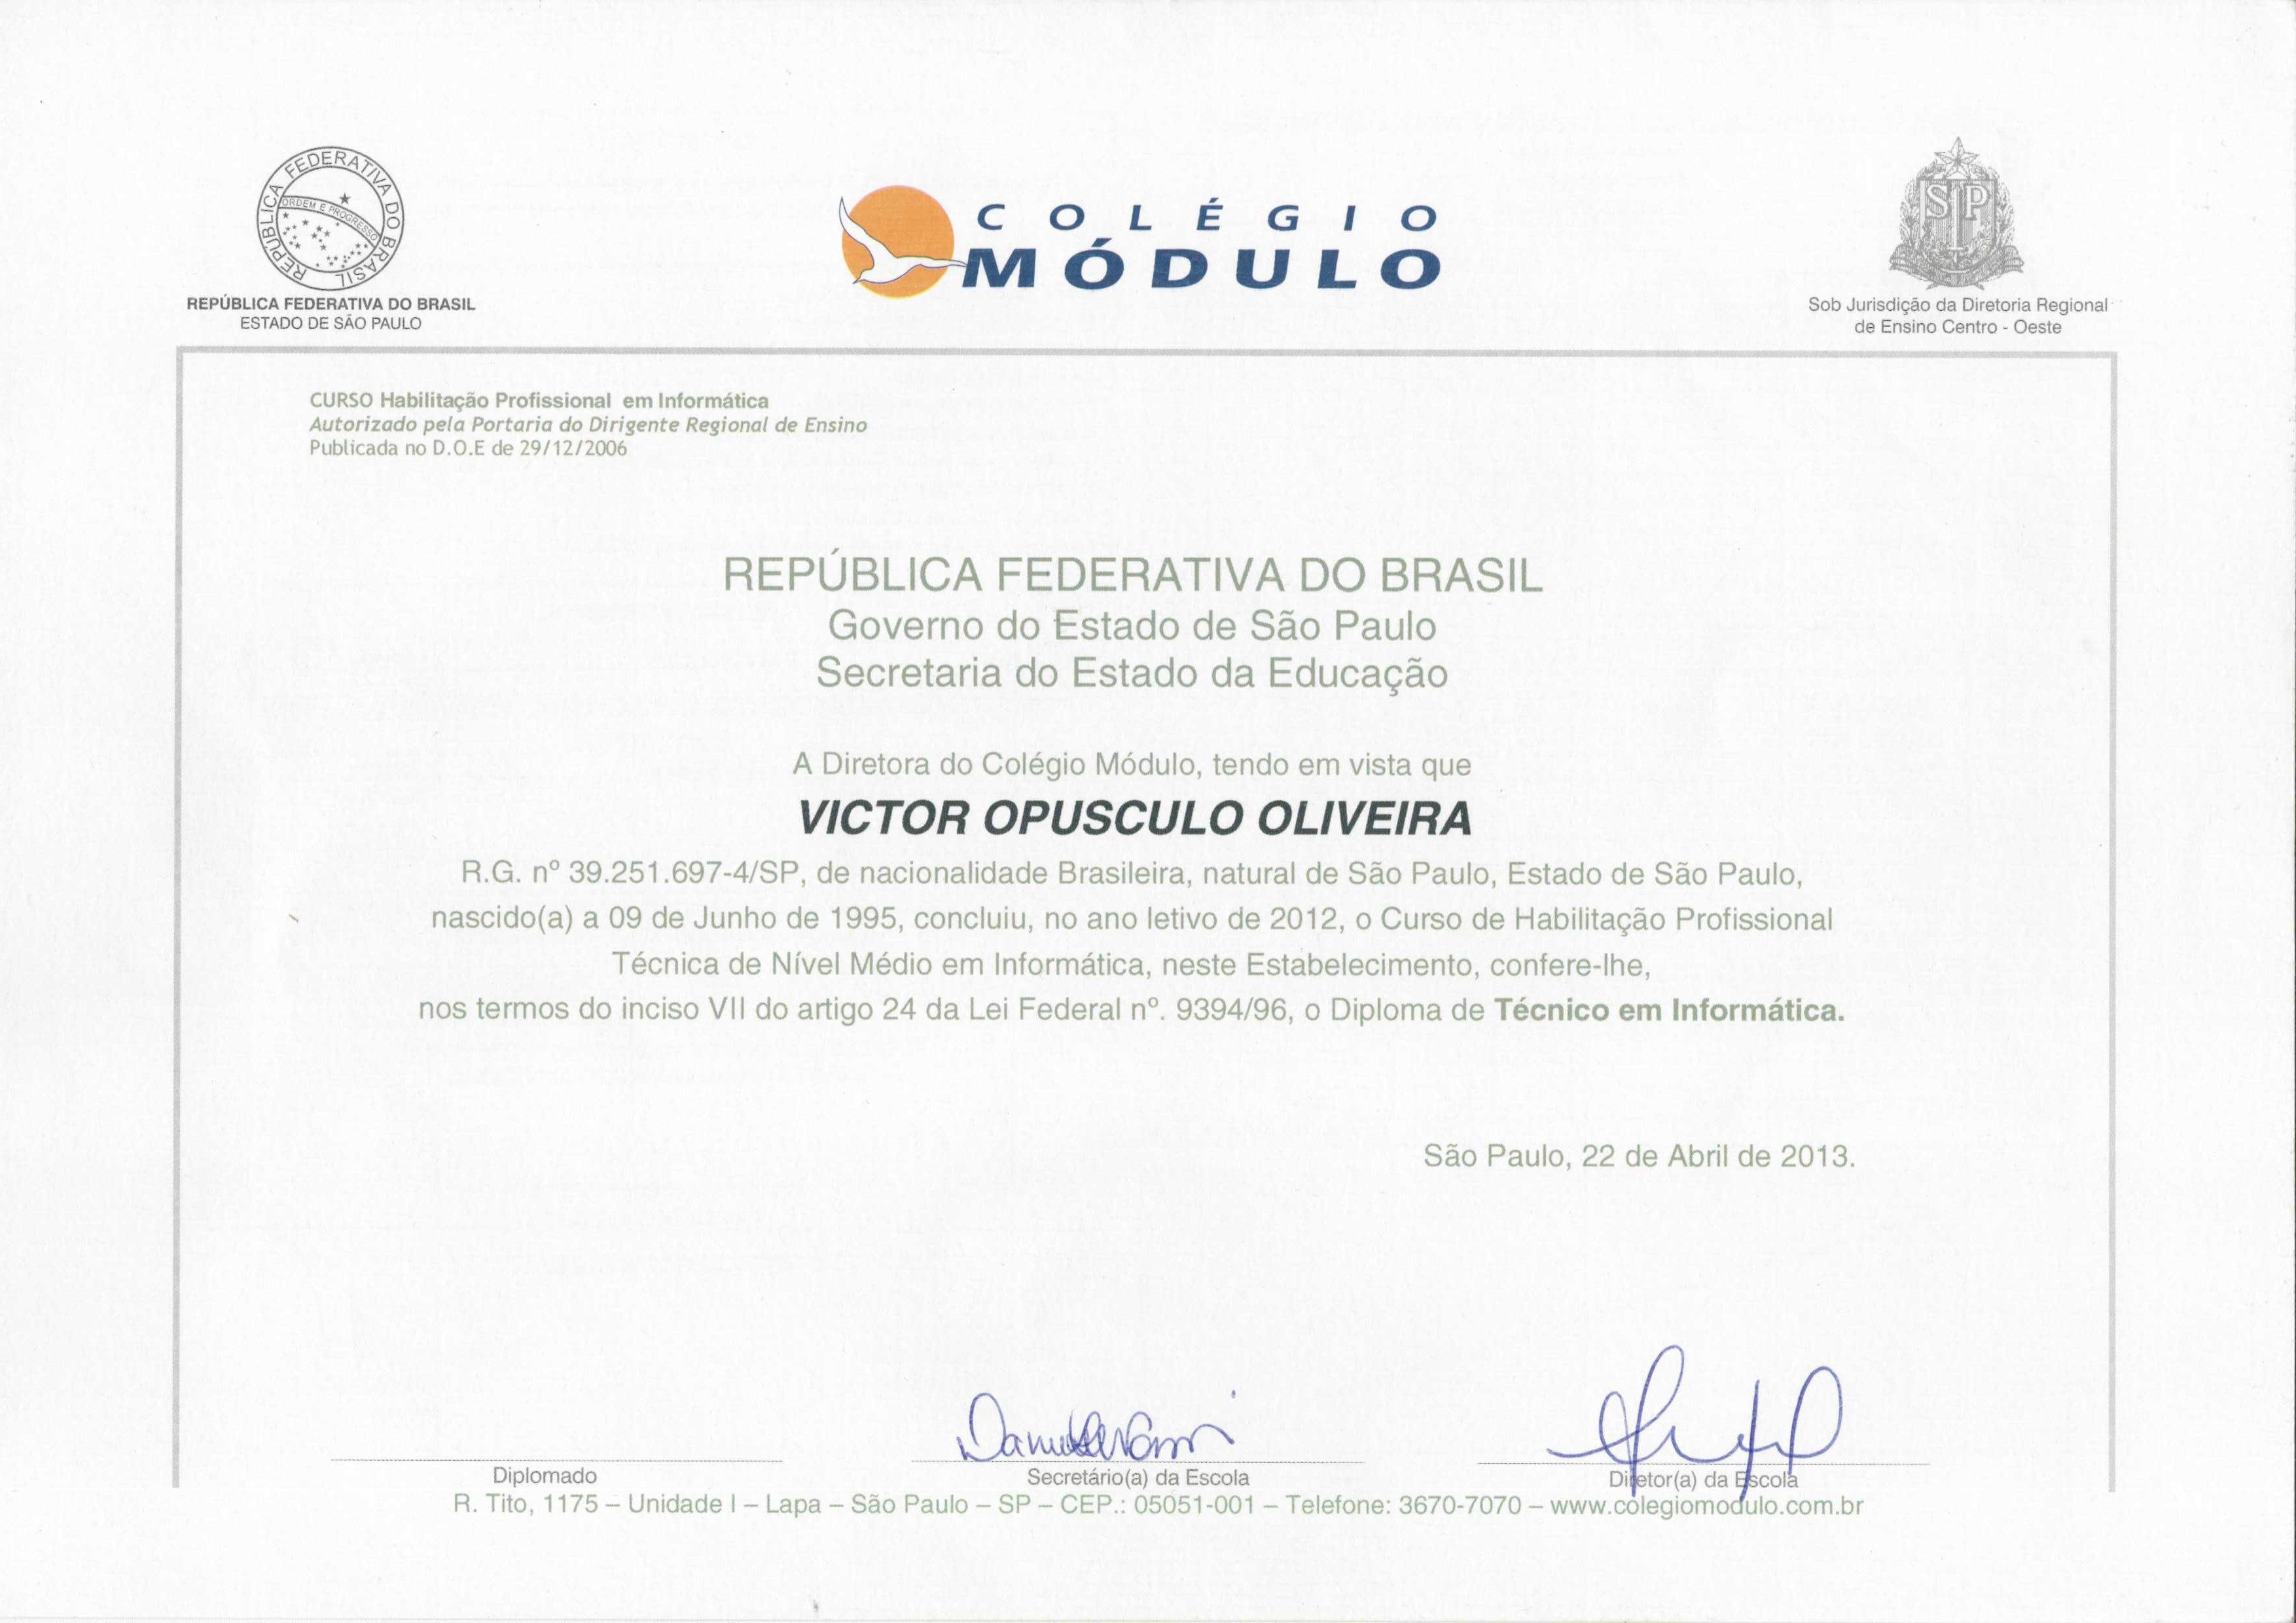 REPÚBLICA FEDERATIVA DO BRASIL
ORDEM E PROGRESSO
REPÚBLICA FEDERATIVA DO BRASIL
ESTADO DE SÃO PAULO
COLÉGIO
MÓDULO
SP
Sob Jurisdição da Diretoria Regional
de Ensino Centro - Oeste
CURSO Habilitação Profissional em Informática
Autorizado pela Portaria do Dirigente Regional de Ensino
Publicada no D.O.E de 29/12/2006
REPÚBLICA FEDERATIVA DO BRASIL
Governo do Estado de São Paulo
Secretaria do Estado da Educação
A Diretora do Colégio Módulo, tendo em vista que
VICTOR OPUSCULO OLIVEIRA
R.G. nº 39.251.697-4/SP, de nacionalidade Brasileira, natural de São Paulo, Estado de São Paulo,
nascido(a) a 09 de Junho de 1995, concluiu, no ano letivo de 2012, o Curso de Habilitação Profissional
Técnica de Nível Médio em Informática, neste Estabelecimento, confere-lhe,
nos termos do inciso VII do artigo 24 da Lei Federal nº. 9394/96, o Diploma de Técnico em Informática.
São Paulo, 22 de Abril de 2013.
Diplomado
Secretário(a) da Escola
Diretor(a) da Escola
R. Tito, 1175 – Unidade I – Lapa – São Paulo – SP – CEP.: 05051-001 – Telefone: 3670-7070 – www.colegiomodulo.com.br